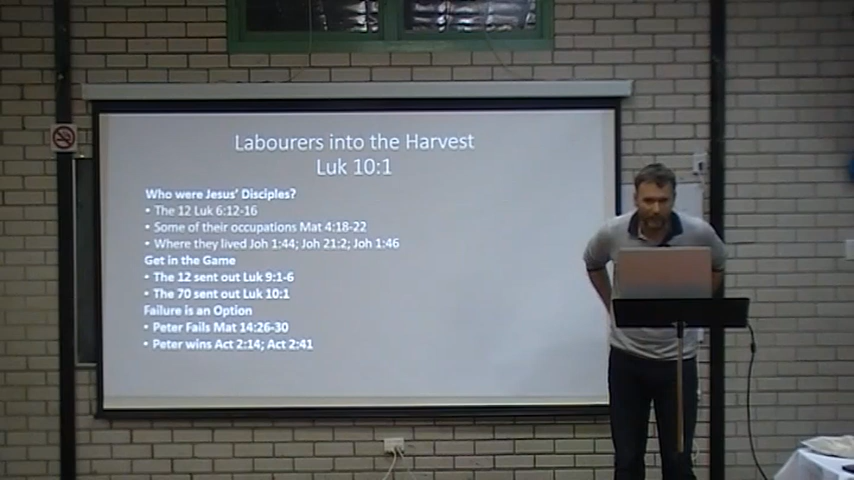 Labourers into the Harvest
Luk 10:1
Who were Jesus' Disciples?
• The 12 Luk 6:12-16
• Some of their occupations Mat 4:18-22
• Where they lived Joh 1:44; Joh 21:2; Joh 1:46
Get in the Game
• The 12 sent out Luk 9:1-6
• The 70 sent out Luk 10:1
Failure is an Option
• Peter Fails Mat 14:26-30
• Peter wins Act 2:14; Act 2:41